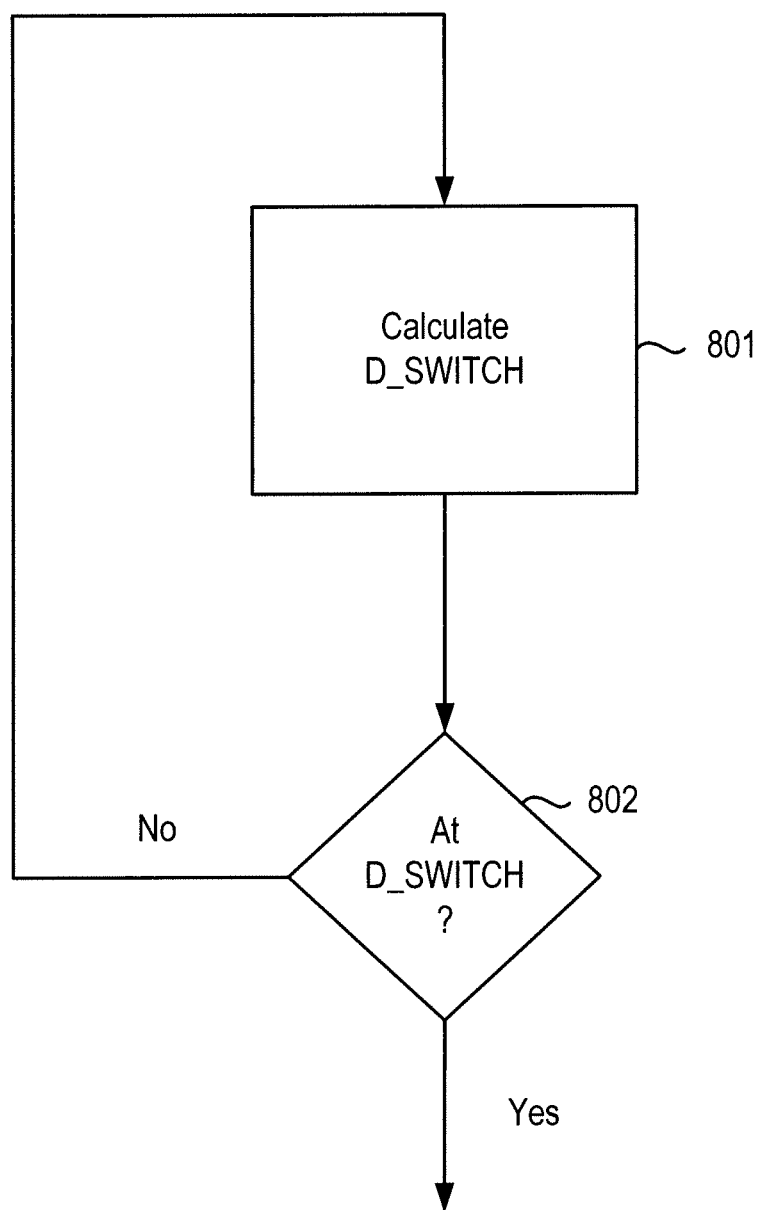 Calculate
D_SWITCH
801
802
At
D_SWITCH
?
No
Yes